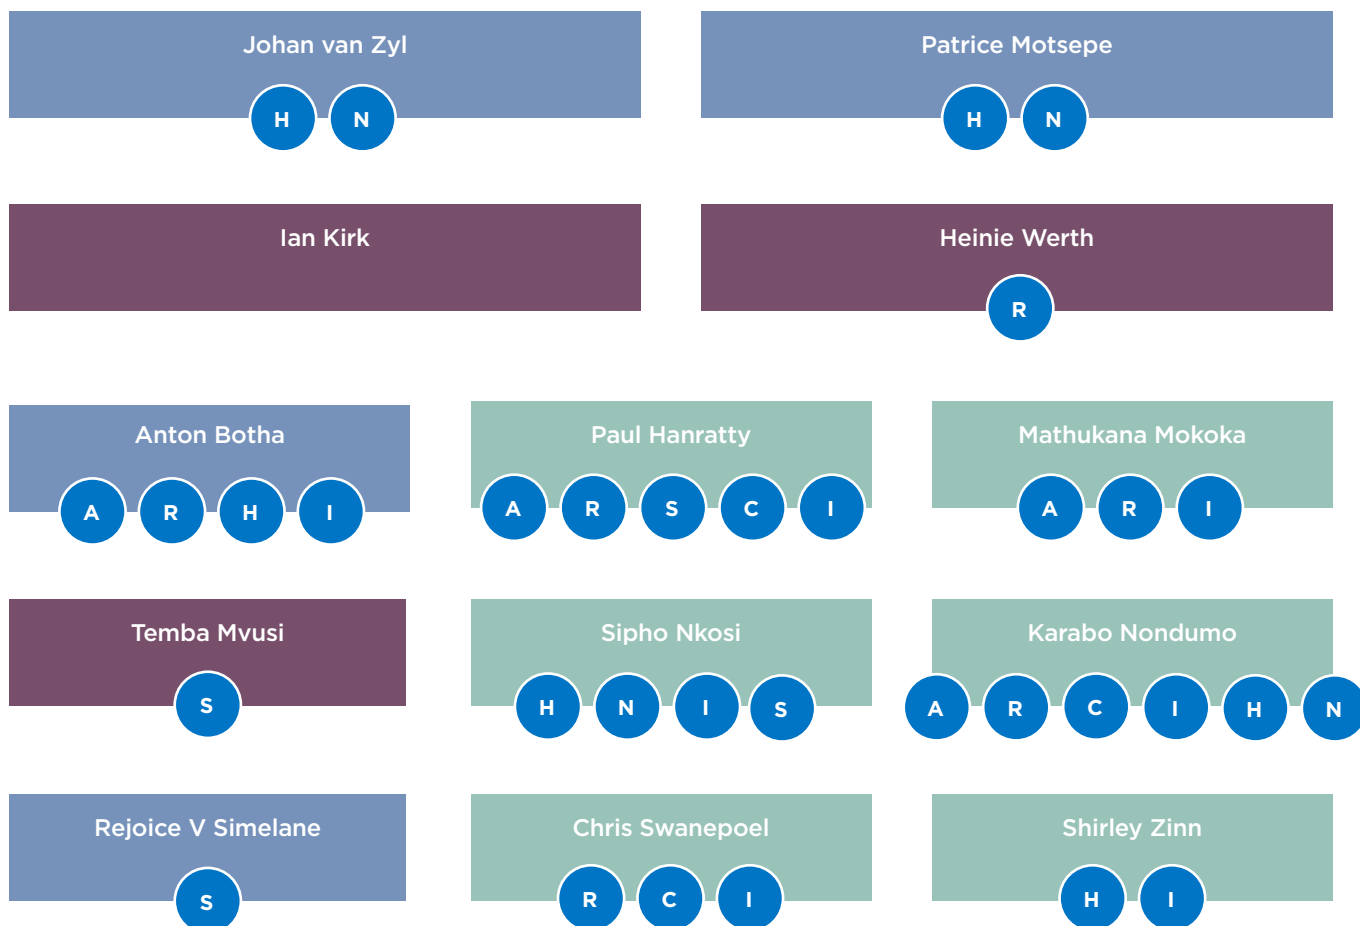 Johan van Zyl
H N
Patrice Motsepe
H N
Ian Kirk
Heinie Werth
R
Anton Botha
A R H I
Paul Hanratty
A R S C I
Mathukana Mokoka
A R I
Temba Mvusi
S
Sipho Nkosi
H N I S
Karabo Nondumo
A R C I H N
Rejoice V Simelane
S
Chris Swanepoel
R C I
Shirley Zinn
H I